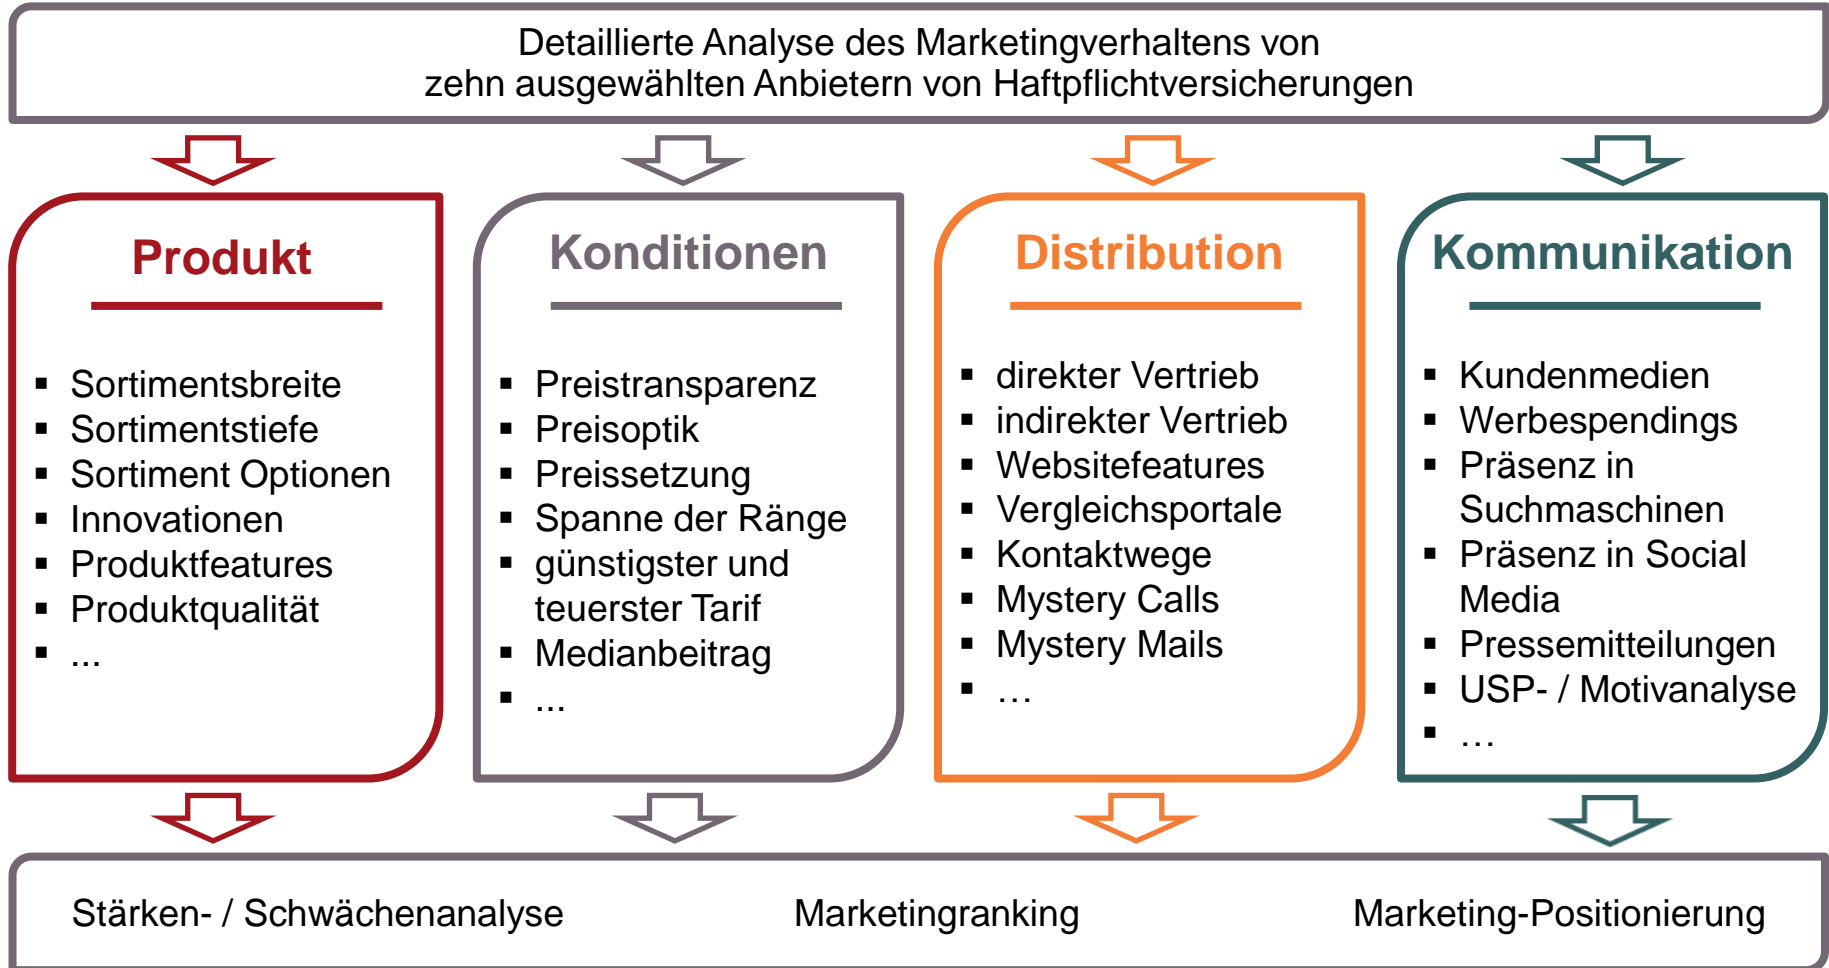 Detaillierte Analyse des Marketingverhaltens von
zehn ausgewählten Anbietern von Haftpflichtversicherungen
Produkt
▪ Sortimentsbreite
▪ Sortimentstiefe
▪ Sortiment Optionen
▪ Innovationen
▪ Produktfeatures
▪ Produktqualität
▪ ...
Konditionen
▪ Preistransparenz
▪ Preisoptik
▪ Preissetzung
▪ Spanne der Ränge
▪ günstigster und
teuerster Tarif
▪ Medianbeitrag
▪ ...
Distribution
▪ direkter Vertrieb
▪ indirekter Vertrieb
▪ Websitefeatures
▪ Vergleichsportale
▪ Kontaktwege
▪ Mystery Calls
▪ Mystery Mails
▪ …
Kommunikation
▪ Kundenmedien
▪ Werbespendings
▪ Präsenz in
Suchmaschinen
▪ Präsenz in Social
Media
▪ Pressemitteilungen
▪ USP- / Motivanalyse
▪ …
Stärken- / Schwächenanalyse Marketingranking Marketing-Positionierung